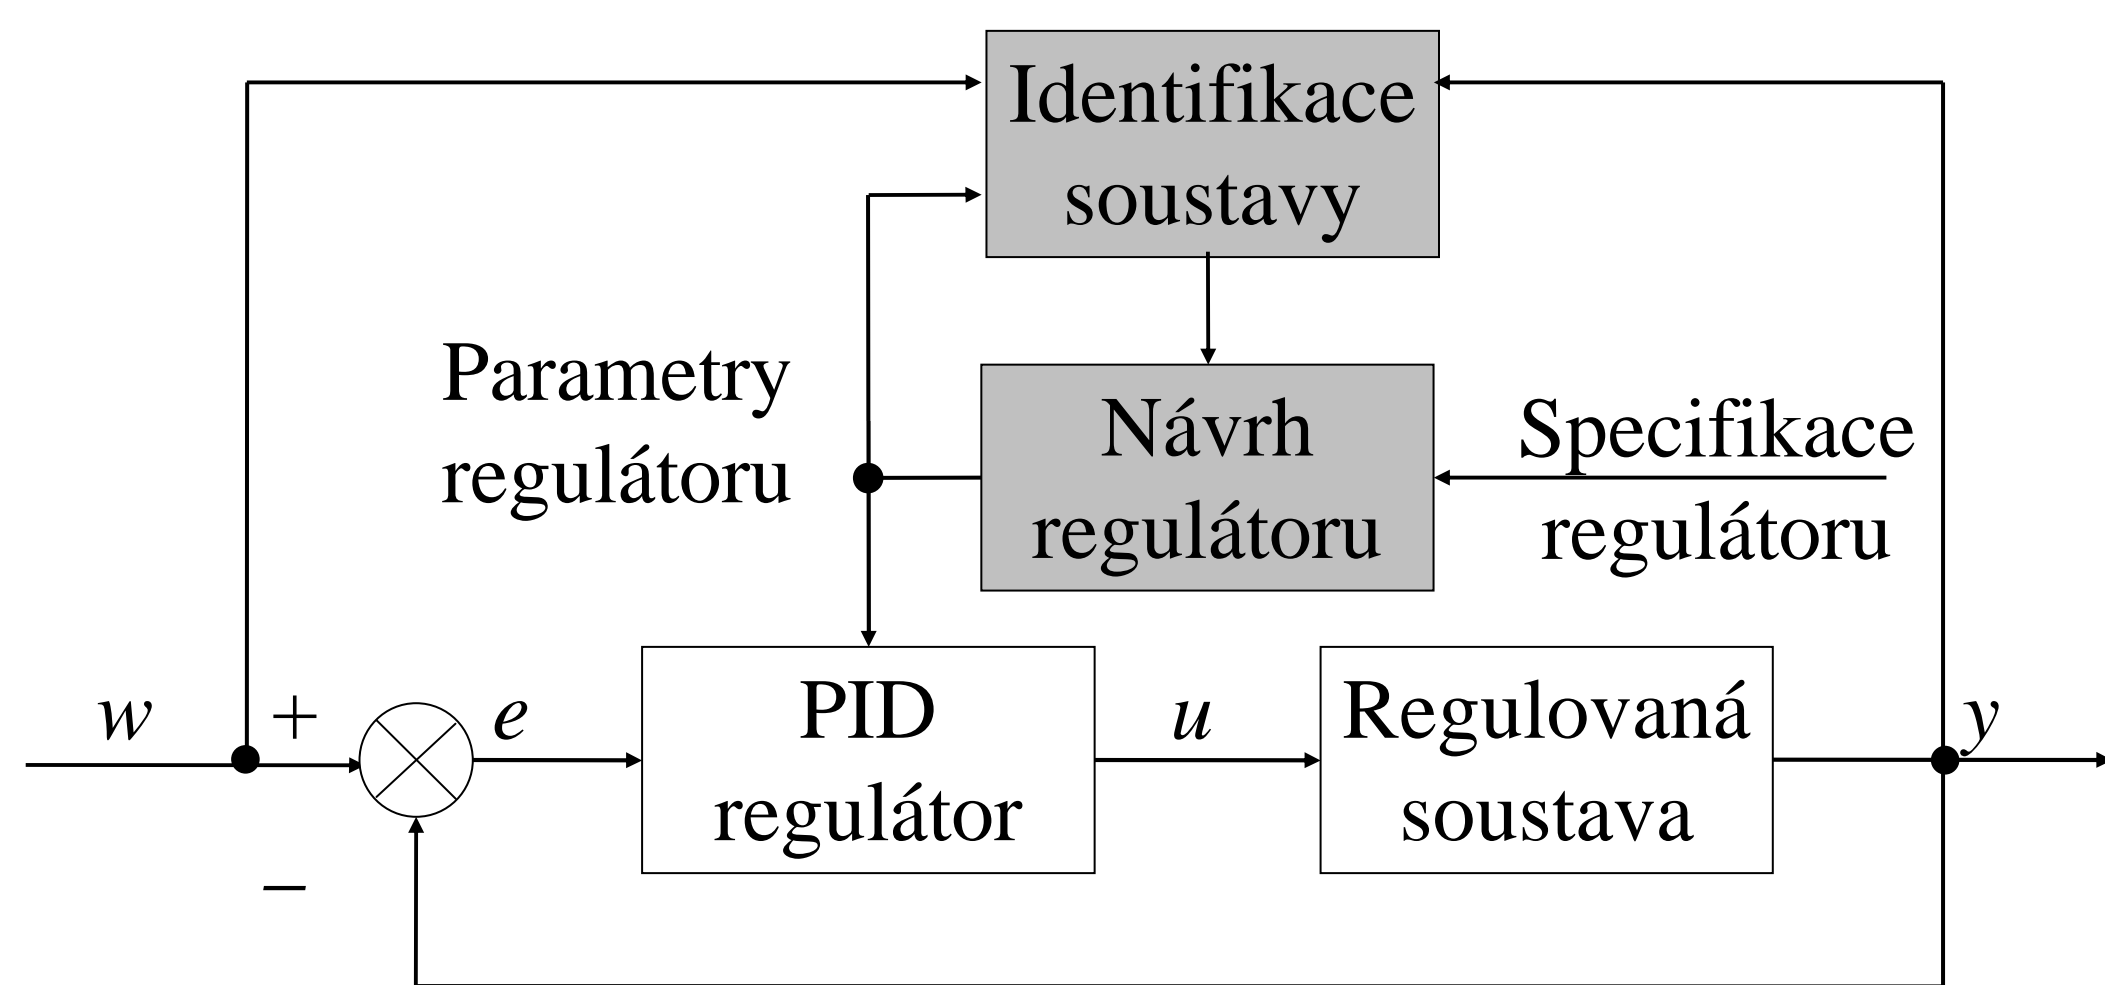 Identifikace
soustavy
Parametry
regulátoru
Návrh
regulátoru
Specifikace
regulátoru
w
+
e
PID
regulátor
u
Regulovaná
soustava
y
–